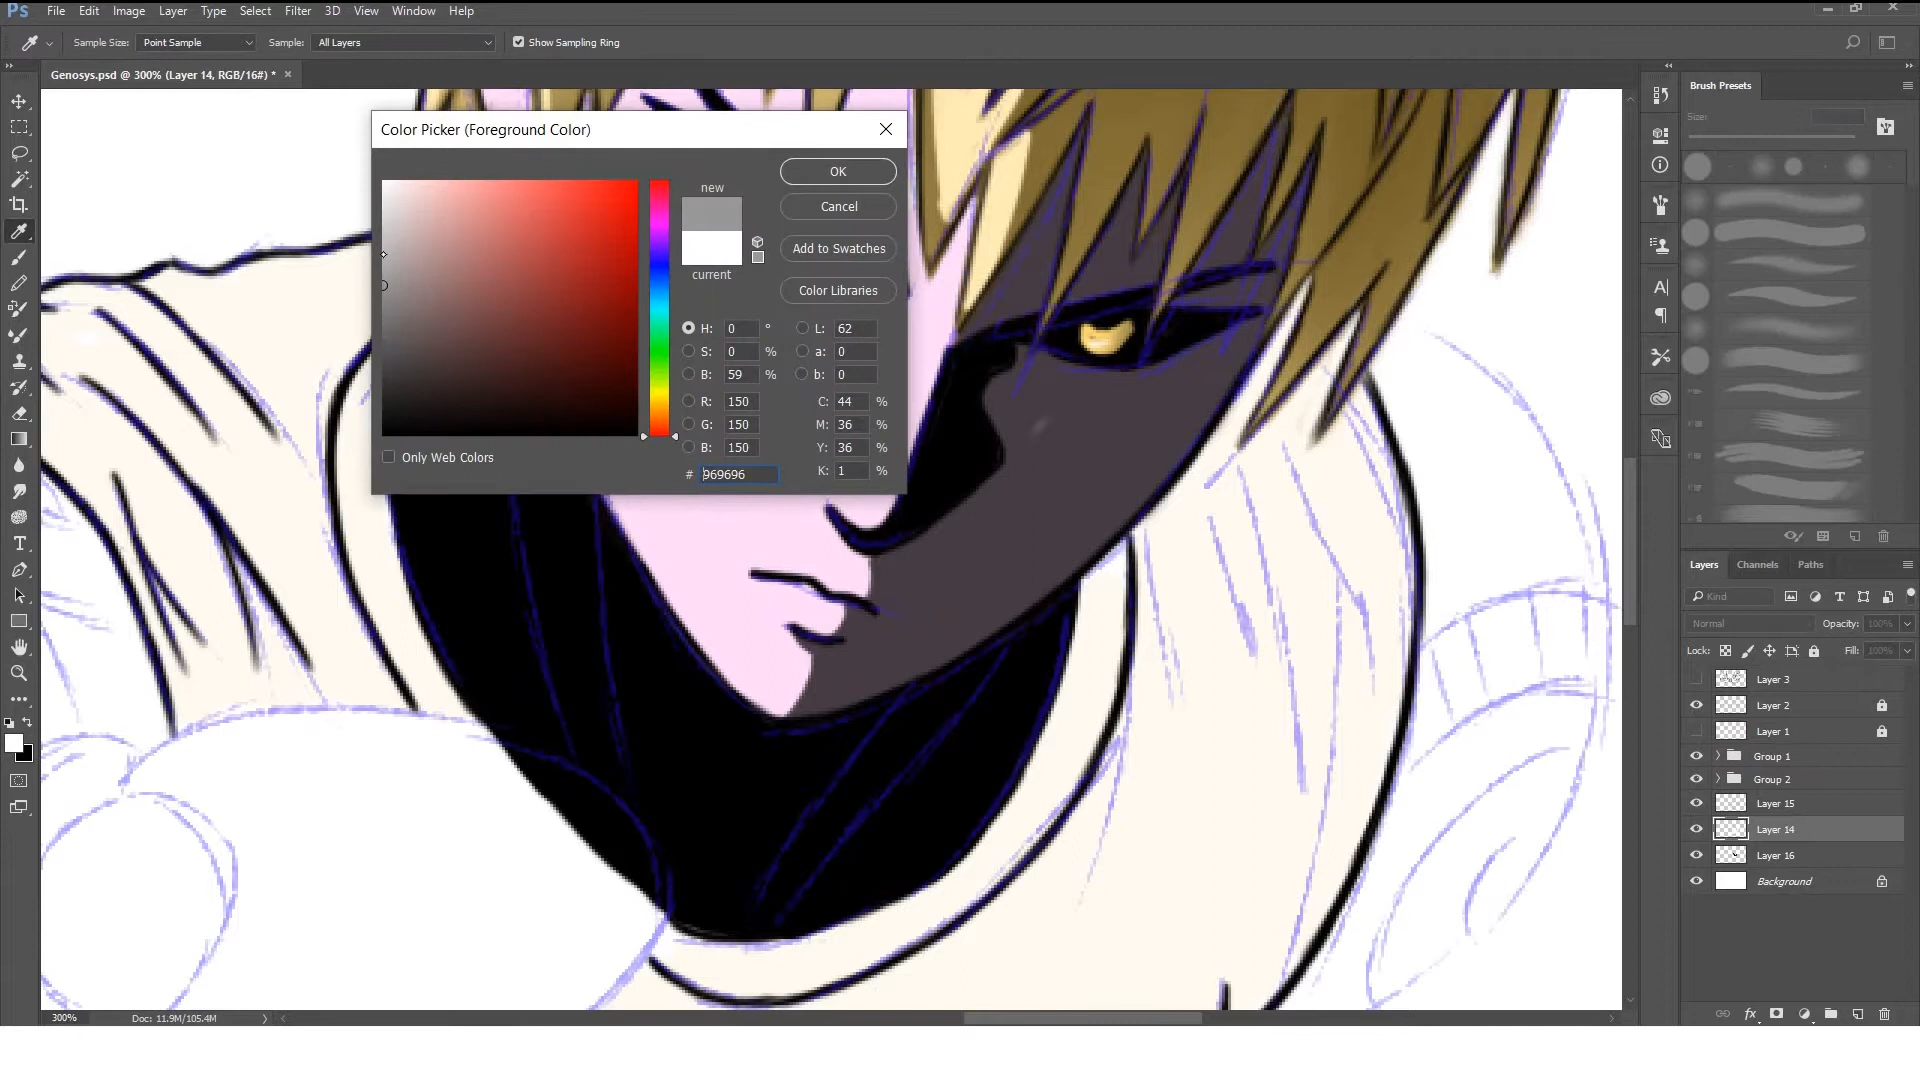 Ps File Edit Image Layer Type Select Filter 3D View Window Help
Sample Size: Point Sample Sample: All Layers Show Sampling Ring
Genosys.psd @ 300% (Layer 14, RGB/16#) * ×
Brush Presets
Size:
Color Picker (Foreground Color)
new
current
OK
Cancel
Add to Swatches
Color Libraries
H: 0 ° L: 62
S: 0 % a: 0
B: 59 % b: 0
R: 150 C: 44 %
G: 150 M: 36 %
B: 150 Y: 36 %
# 969696 K: 1 %
Only Web Colors
Layers Channels Paths
Kind
Normal Opacity: 100%
Lock: Fill: 100%
Layer 3
Layer 2
Layer 1
Group 1
Group 2
Layer 15
Layer 14
Layer 16
Background
300% Doc: 11.9M/105.4M